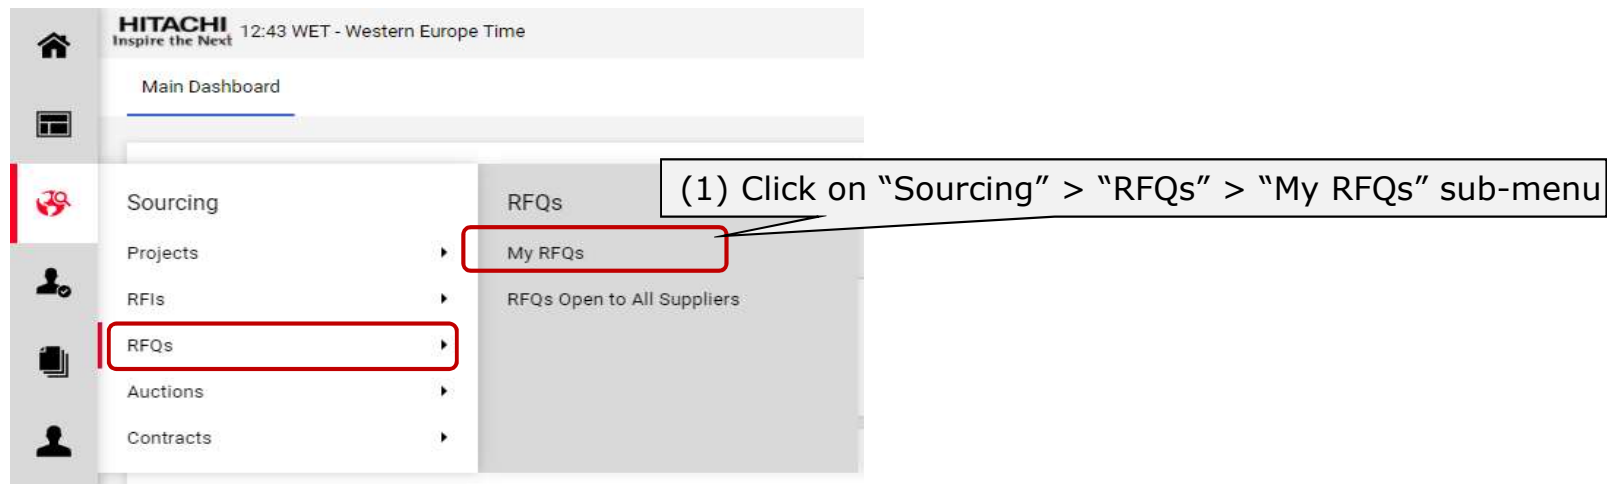 HITACHI
Inspire the Next
12:43 WET - Western Europe Time
Main Dashboard
(1) Click on “Sourcing” > “RFQs” > “My RFQs” sub-menu
Sourcing
Projects
RFIs
RFQs
Auctions
Contracts
RFQs
My RFQs
RFQs Open to All Suppliers